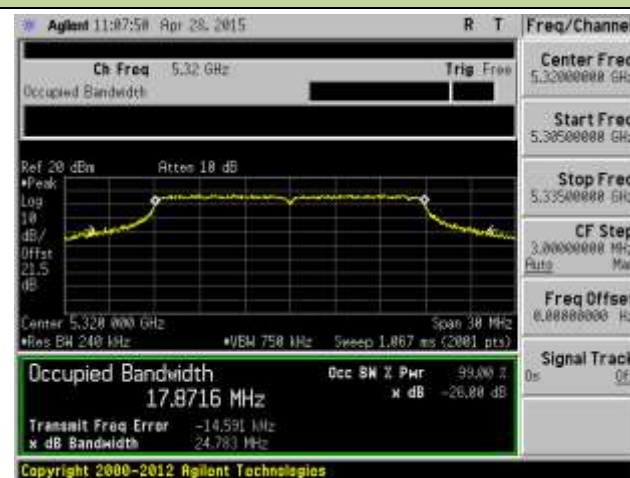 Agilent 11:07:50 Apr 28, 2015 R T
Ch Freq 5.32 GHz Trig Free
Occupied Bandwidth
Ref 20 dBm Atten 10 dB
•Peak
Log
10
dB/
Offst
21.5
dB
Center 5.320 000 GHz Span 30 MHz
•Res BW 240 kHz •VBW 750 kHz Sweep 1.067 ms (2001 pts)
Occupied Bandwidth
17.8716 MHz
Occ BW % Pwr 99.00 %
x dB -26.00 dB
Transmit Freq Error -14.591 kHz
x dB Bandwidth 24.783 MHz
Copyright 2000-2012 Agilent Technologies
Freq/Channel
Center Freq
5.32000000 GHz
Start Freq
5.30500000 GHz
Stop Freq
5.33500000 GHz
CF Step
3.00000000 MHz
Auto Man
Freq Offset
0.00000000 Hz
Signal Track
On Off